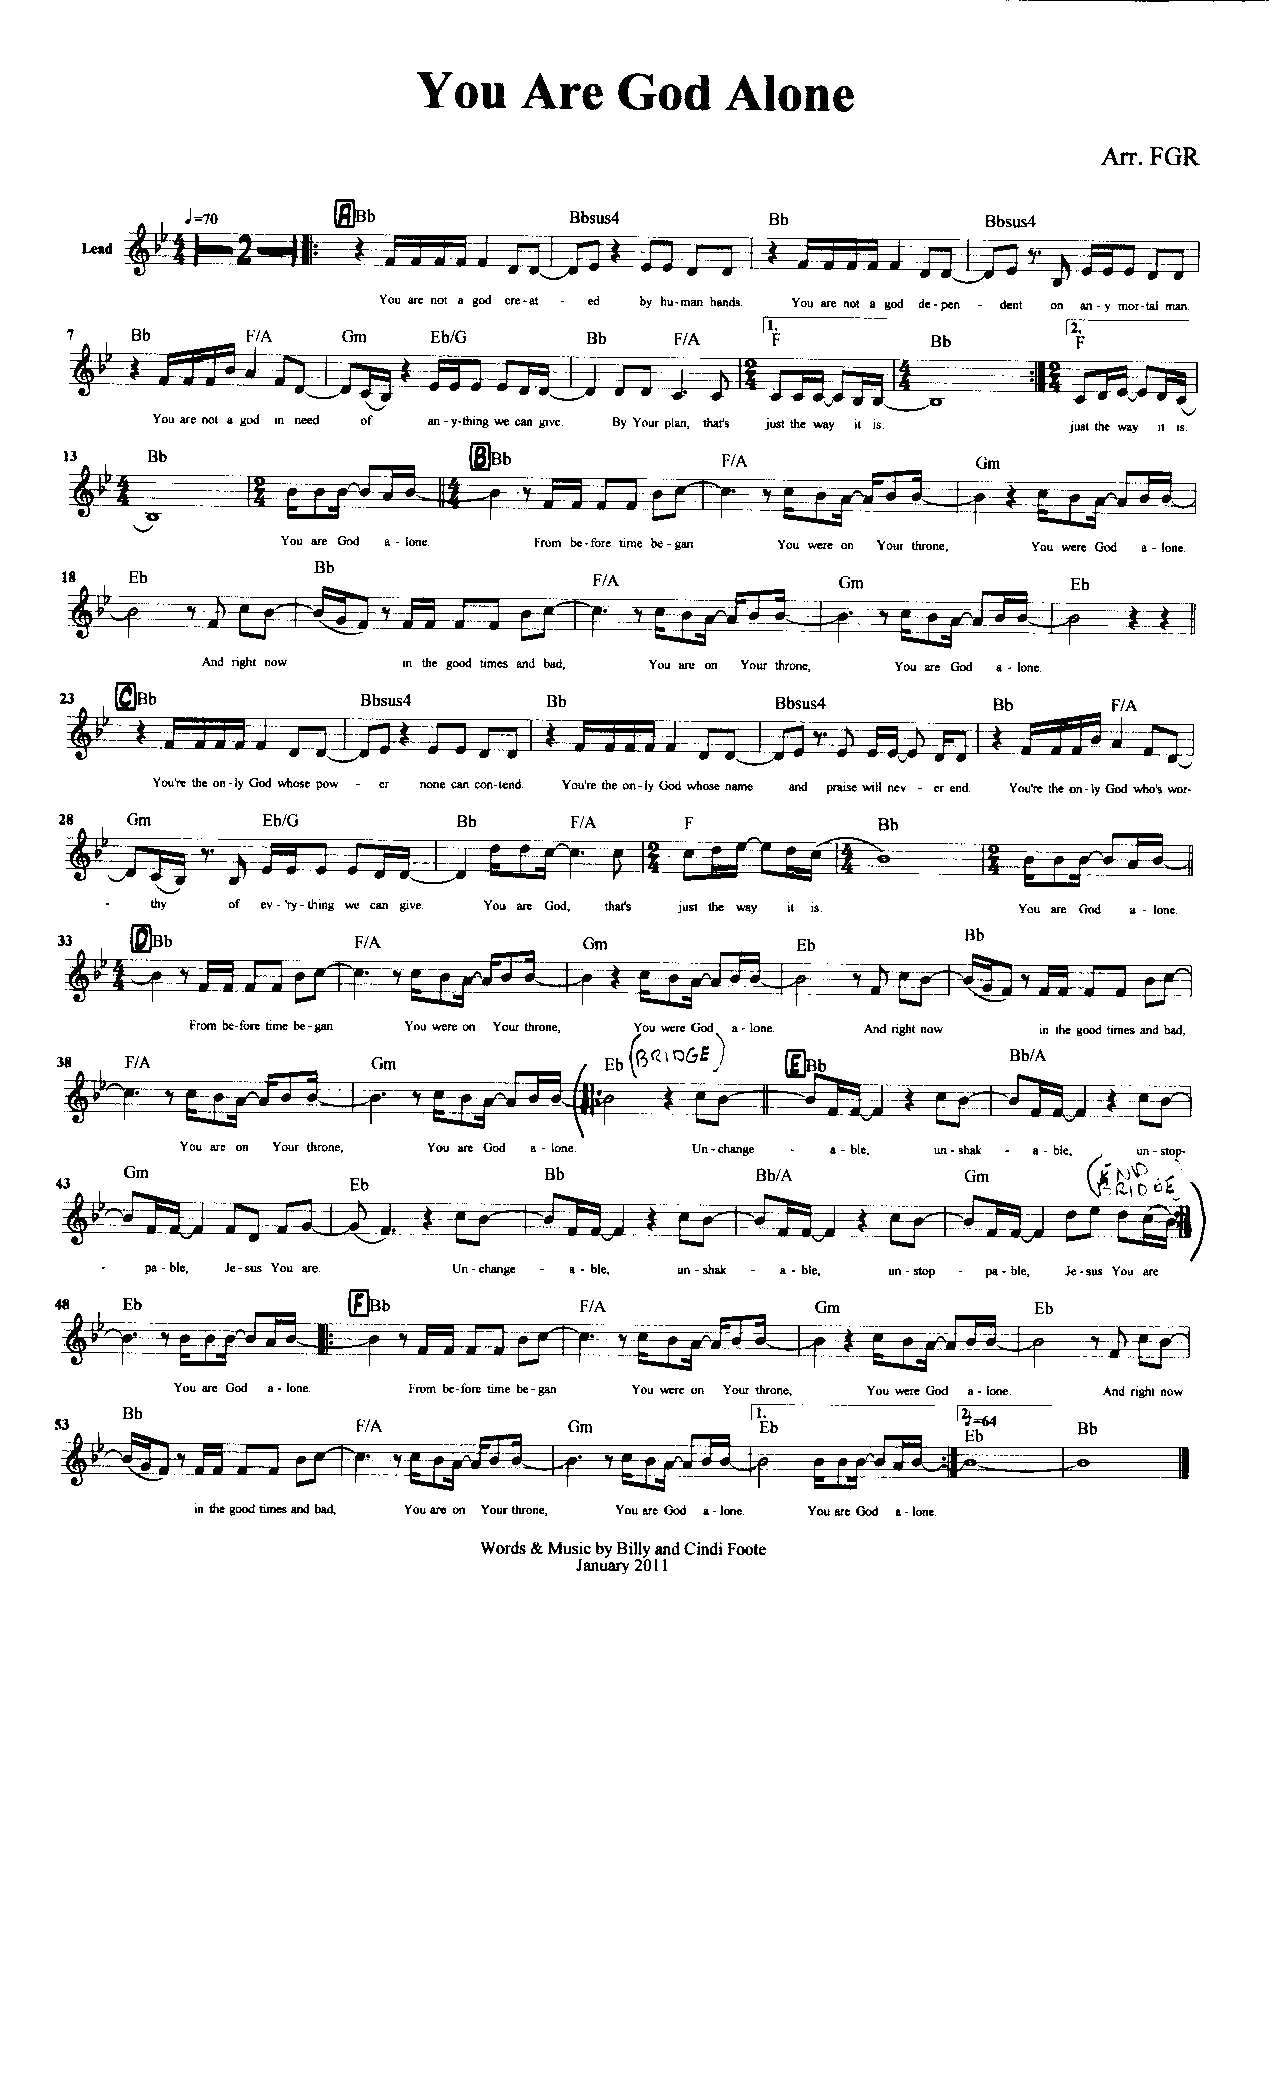 You Are God Alone
Arr. FGR
♩=70
A Bb Bbsus4 Bb Bbsus4
Lead
2
You are not a god cre-at - ed by hu-man hands. You are not a god de-pen - dent on an-y mor-tal man.
7 Bb F/A Gm Eb/G Bb F/A 1. F Bb 2. F
You are not a god in need of an-y-thing we can give. By Your plan, that's just the way it is. just the way it is.
13 Bb B Bb F/A Gm
You are God a-lone. From be-fore time be-gan You were on Your throne, You were God a-lone.
18 Eb Bb F/A Gm Eb
And right now in the good times and bad, You are on Your throne, You are God a-lone.
23 C Bb Bbsus4 Bb Bbsus4 Bb F/A
You're the on-ly God whose pow - er none can con-tend. You're the on-ly God whose name and praise will nev - er end. You're the on-ly God who's wor-
28 Gm Eb/G Bb F/A F Bb
- thy of ev-'ry-thing we can give. You are God, that's just the way it is. You are God a-lone.
33 D Bb F/A Gm Eb Bb
From be-fore time be-gan You were on Your throne, You were God a-lone. And right now in the good times and bad,
38 F/A Gm Eb (BRIDGE) E Bb Bb/A
You are on Your throne, You are God a-lone. Un-change - a-ble, un-shak - a-ble, un-stop-
43 Gm Eb Bb Bb/A Gm (END BRIDGE)
- pa-ble, Je-sus You are. Un-change - a-ble, un-shak - a-ble, un-stop - pa-ble, Je-sus You are
48 Eb F Bb F/A Gm Eb
You are God a-lone. From be-fore time be-gan You were on Your throne, You were God a-lone. And right now
53 Bb F/A Gm 1. Eb 2. ♩=64 Eb Bb
in the good times and bad, You are on Your throne, You are God a-lone. You are God a-lone.
Words & Music by Billy and Cindi Foote
January 2011